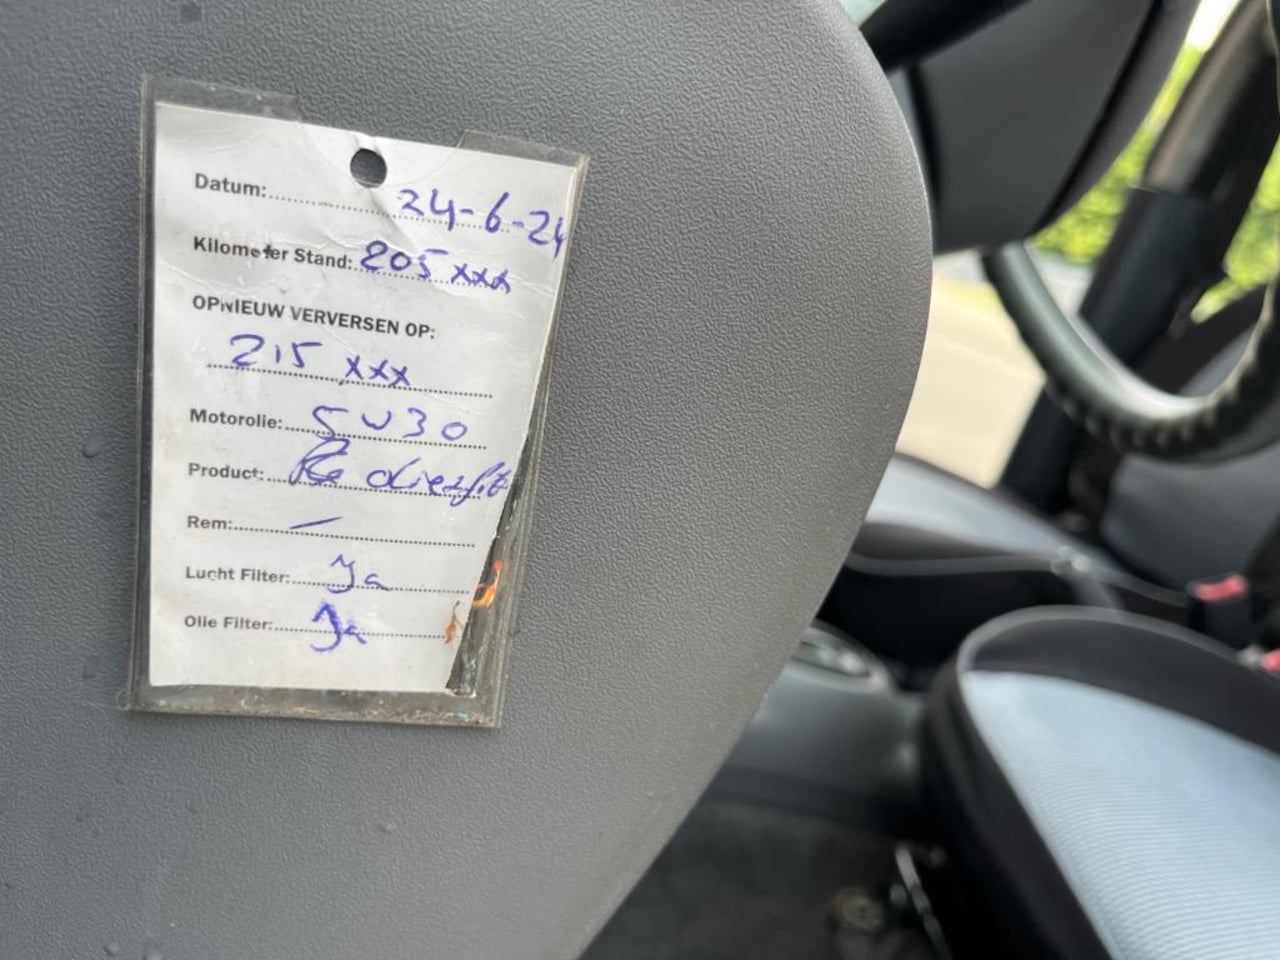 Datum: 24-6-24
Kilometer Stand: 205 xxx
OPNIEUW VERVERSEN OP:
215 xxx
Motorolie: 5W30
Product:
Rem: —
Lucht Filter: Ja
Olie Filter: Ja